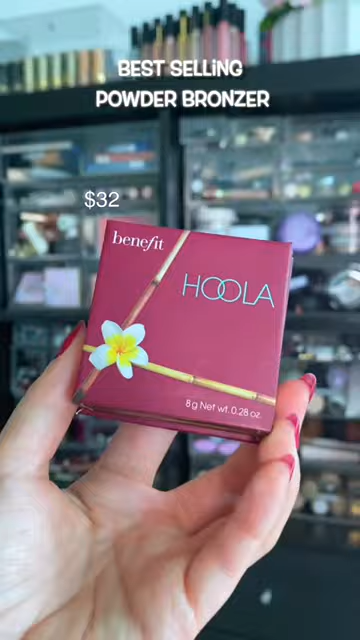 BEST SELLING
POWDER BRONZER
$32
benefit
HOOLA
8g Net wt. 0.28 oz.